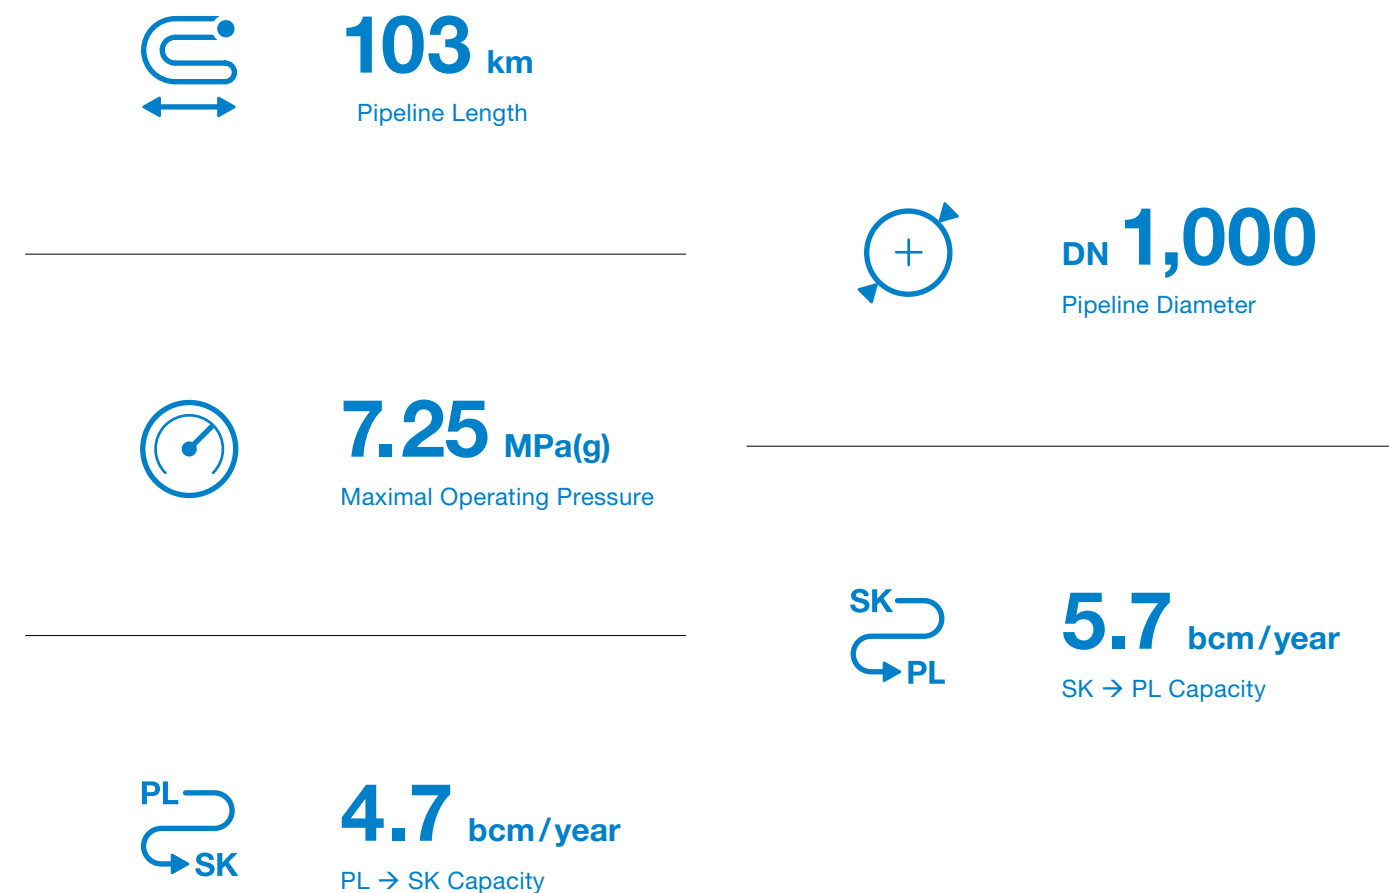 103 km
Pipeline Length
DN 1,000
Pipeline Diameter
7.25 MPa(g)
Maximal Operating Pressure
SK
PL
5.7 bcm/year
SK → PL Capacity
PL
SK
4.7 bcm/year
PL → SK Capacity